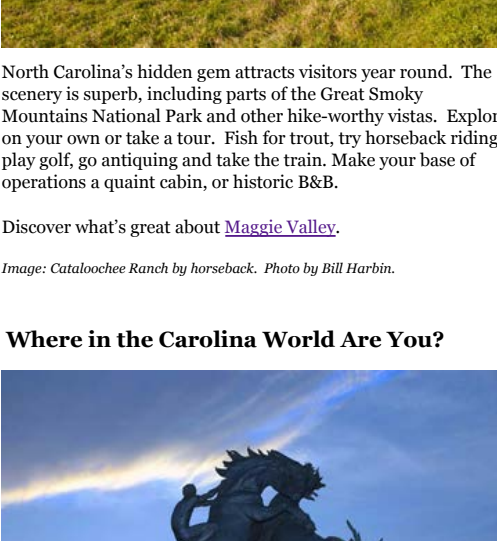 North Carolina’s hidden gem attracts visitors year round.  The
scenery is superb, including parts of the Great Smoky
Mountains National Park and other hike-worthy vistas.  Explor
on your own or take a tour.  Fish for trout, try horseback riding
play golf, go antiquing and take the train. Make your base of
operations a quaint cabin, or historic B&B.
Discover what’s great about Maggie Valley.
Image: Cataloochee Ranch by horseback.  Photo by Bill Harbin.
Where in the Carolina World Are You?